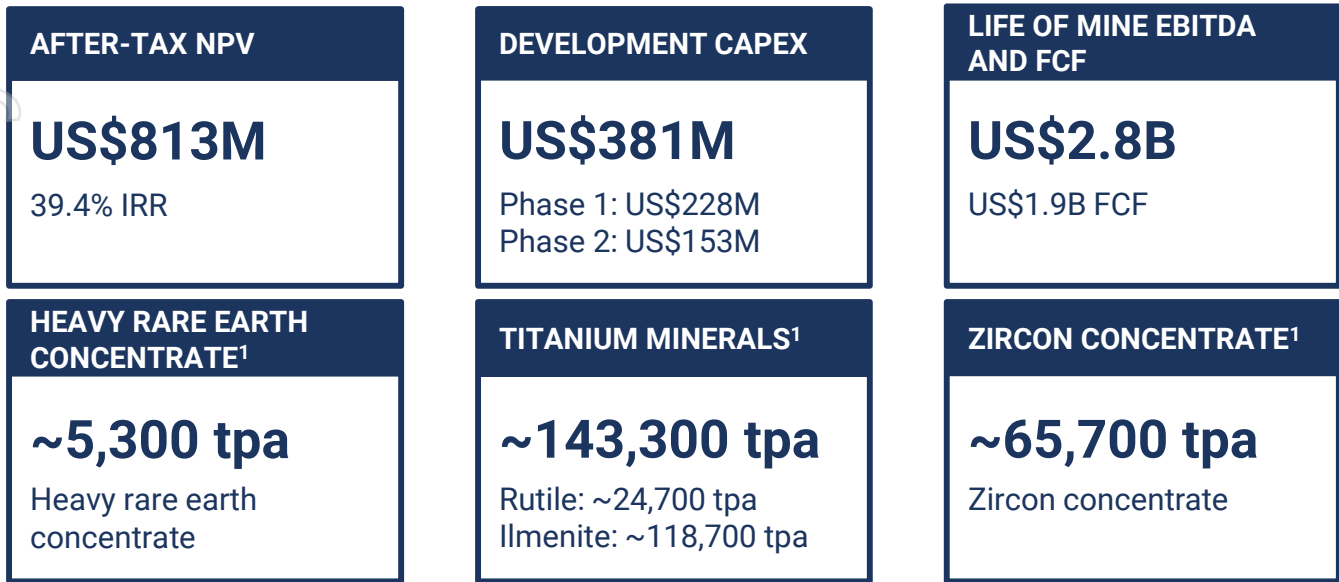 AFTER-TAX NPV
US$813M
39.4% IRR
DEVELOPMENT CAPEX
US$381M
Phase 1: US$228M
Phase 2: US$153M
LIFE OF MINE EBITDA
AND FCF
US$2.8B
US$1.9B FCF
HEAVY RARE EARTH
CONCENTRATE¹
~5,300 tpa
Heavy rare earth
concentrate
TITANIUM MINERALS¹
~143,300 tpa
Rutile: ~24,700 tpa
Ilmenite: ~118,700 tpa
ZIRCON CONCENTRATE¹
~65,700 tpa
Zircon concentrate